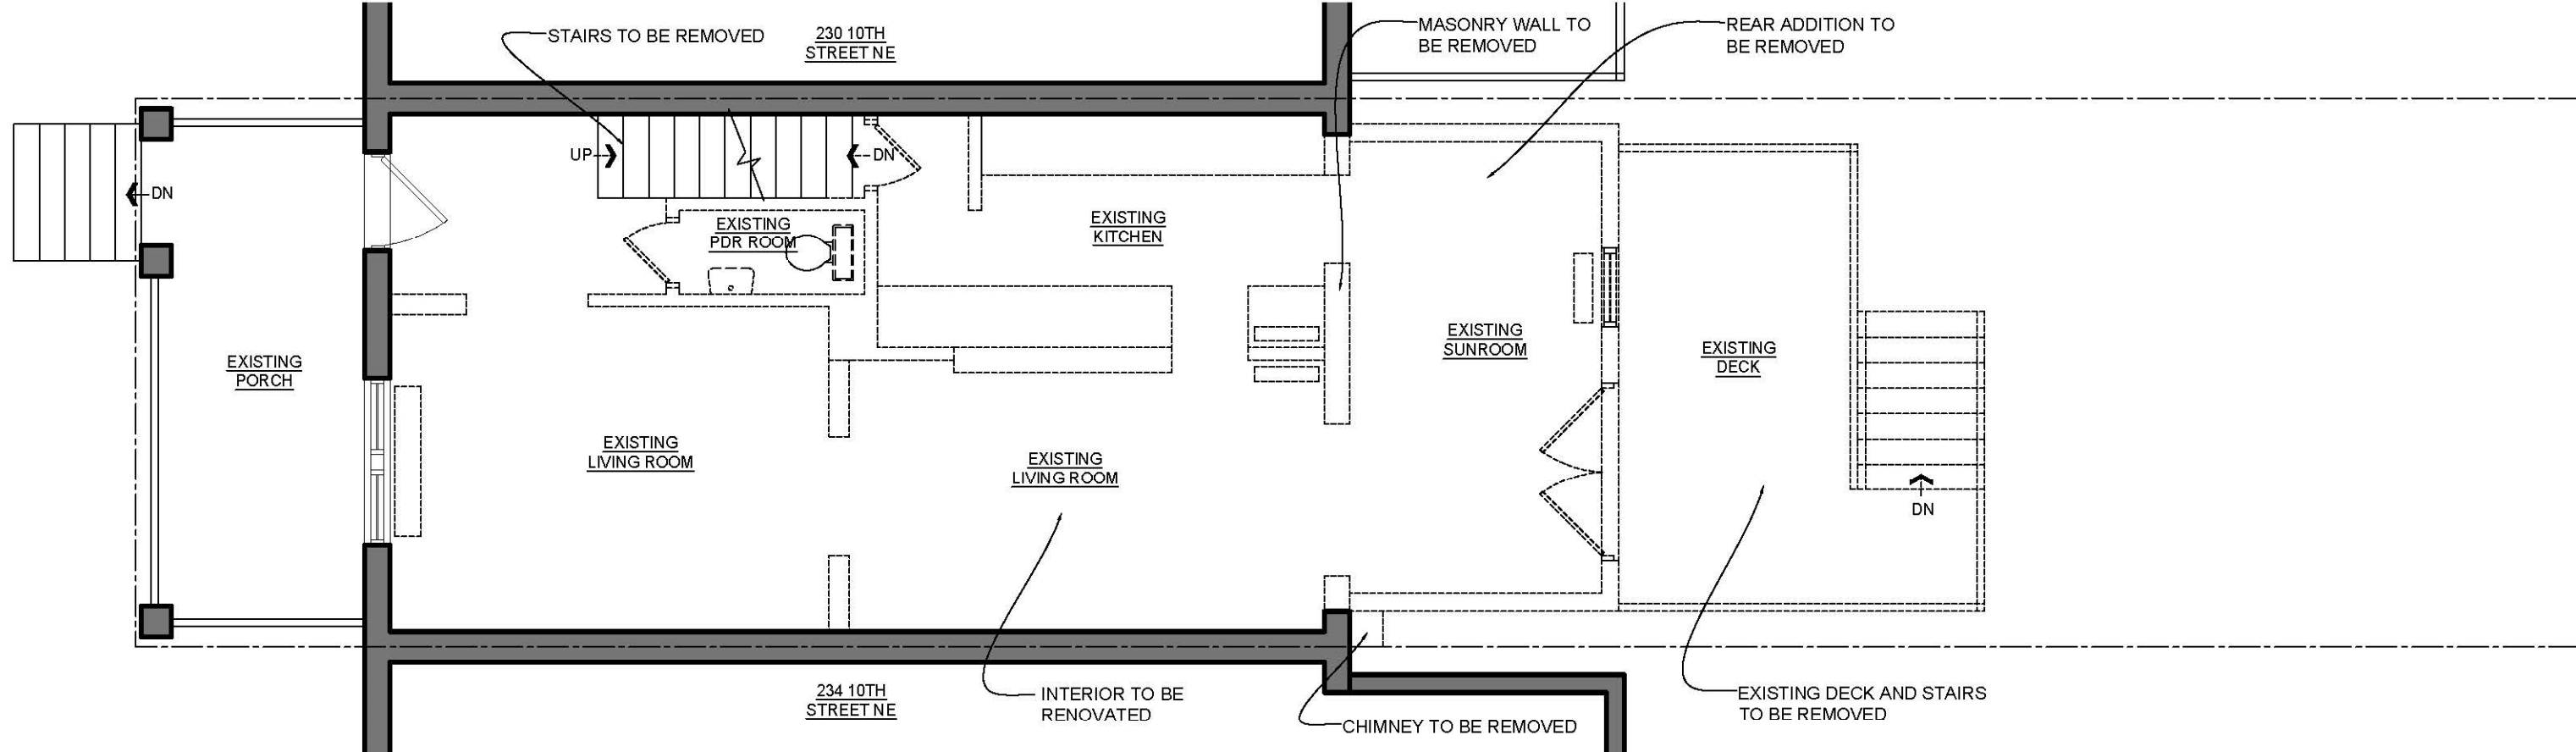 STAIRS TO BE REMOVED
230 10TH
STREET NE
MASONRY WALL TO
BE REMOVED
REAR ADDITION TO
BE REMOVED
UP
DN
DN
EXISTING
PDR ROOM
EXISTING
KITCHEN
EXISTING
PORCH
EXISTING
SUNROOM
EXISTING
DECK
EXISTING
LIVING ROOM
EXISTING
LIVING ROOM
DN
234 10TH
STREET NE
INTERIOR TO BE
RENOVATED
CHIMNEY TO BE REMOVED
EXISTING DECK AND STAIRS
TO BE REMOVED